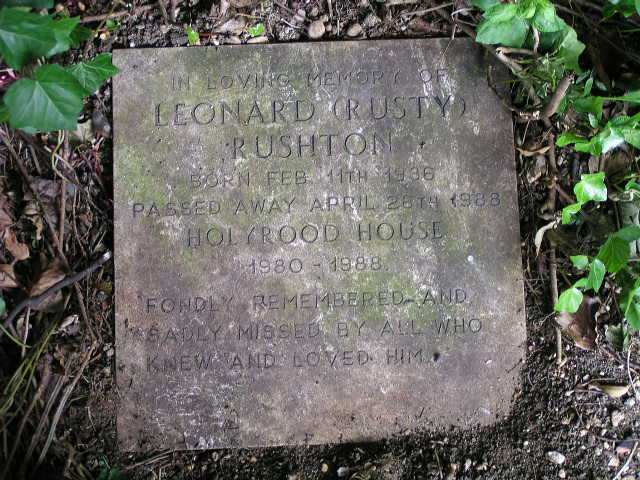 IN LOVING MEMORY OF
LEONARD (RUSTY)
RUSHTON
BORN FEB. 11TH 1936
PASSED AWAY APRIL 28TH 1988
HOLYROOD HOUSE
1980 - 1988.
FONDLY REMEMBERED AND
SADLY MISSED BY ALL WHO
KNEW AND LOVED HIM.